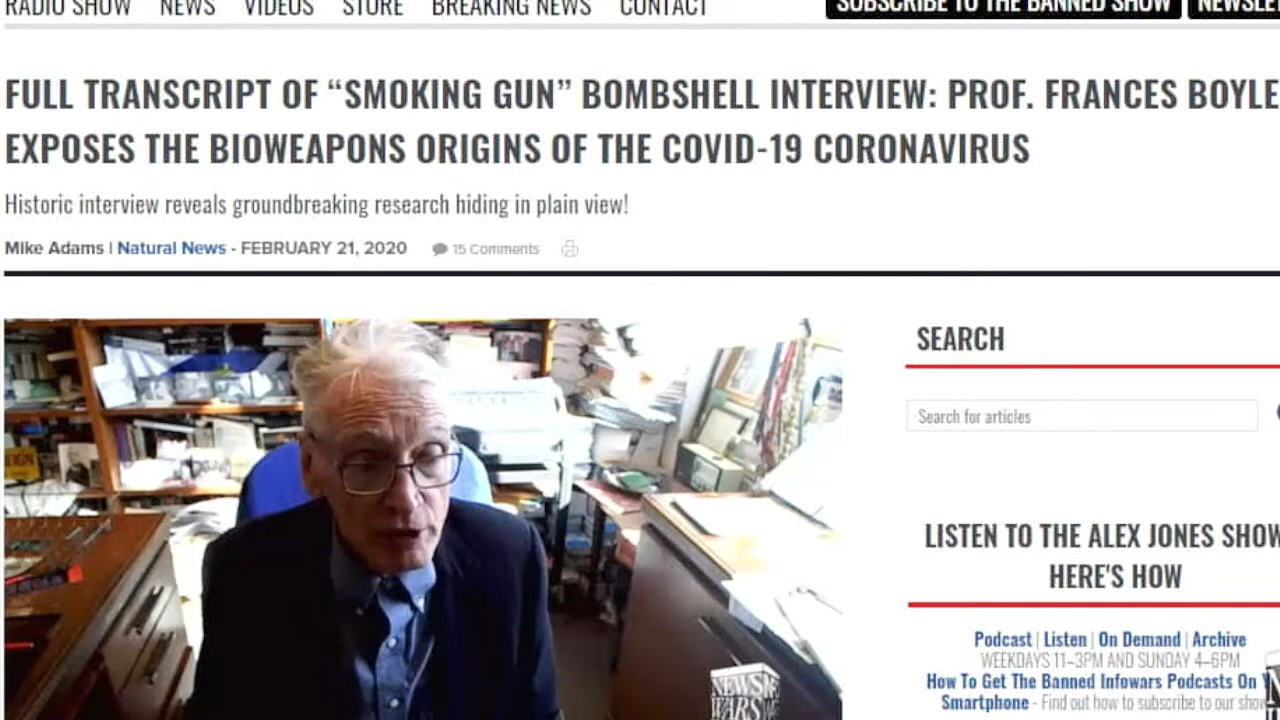 RADIO SHOW NEWS VIDEOS STORE BREAKING NEWS CONTACT SUBSCRIBE TO THE BANNED SHOW
FULL TRANSCRIPT OF “SMOKING GUN” BOMBSHELL INTERVIEW: PROF. FRANCES BOYLE
EXPOSES THE BIOWEAPONS ORIGINS OF THE COVID-19 CORONAVIRUS
Historic interview reveals groundbreaking research hiding in plain view!
Mike Adams | Natural News - FEBRUARY 21, 2020 15 Comments
SEARCH
Search for articles
LISTEN TO THE ALEX JONES SHOW
HERE'S HOW
Podcast | Listen | On Demand | Archive
WEEKDAYS 11–3PM AND SUNDAY 4–6PM
How To Get The Banned Infowars Podcasts On
Smartphone - Find out how to subscribe to our show
NEWS
WARS